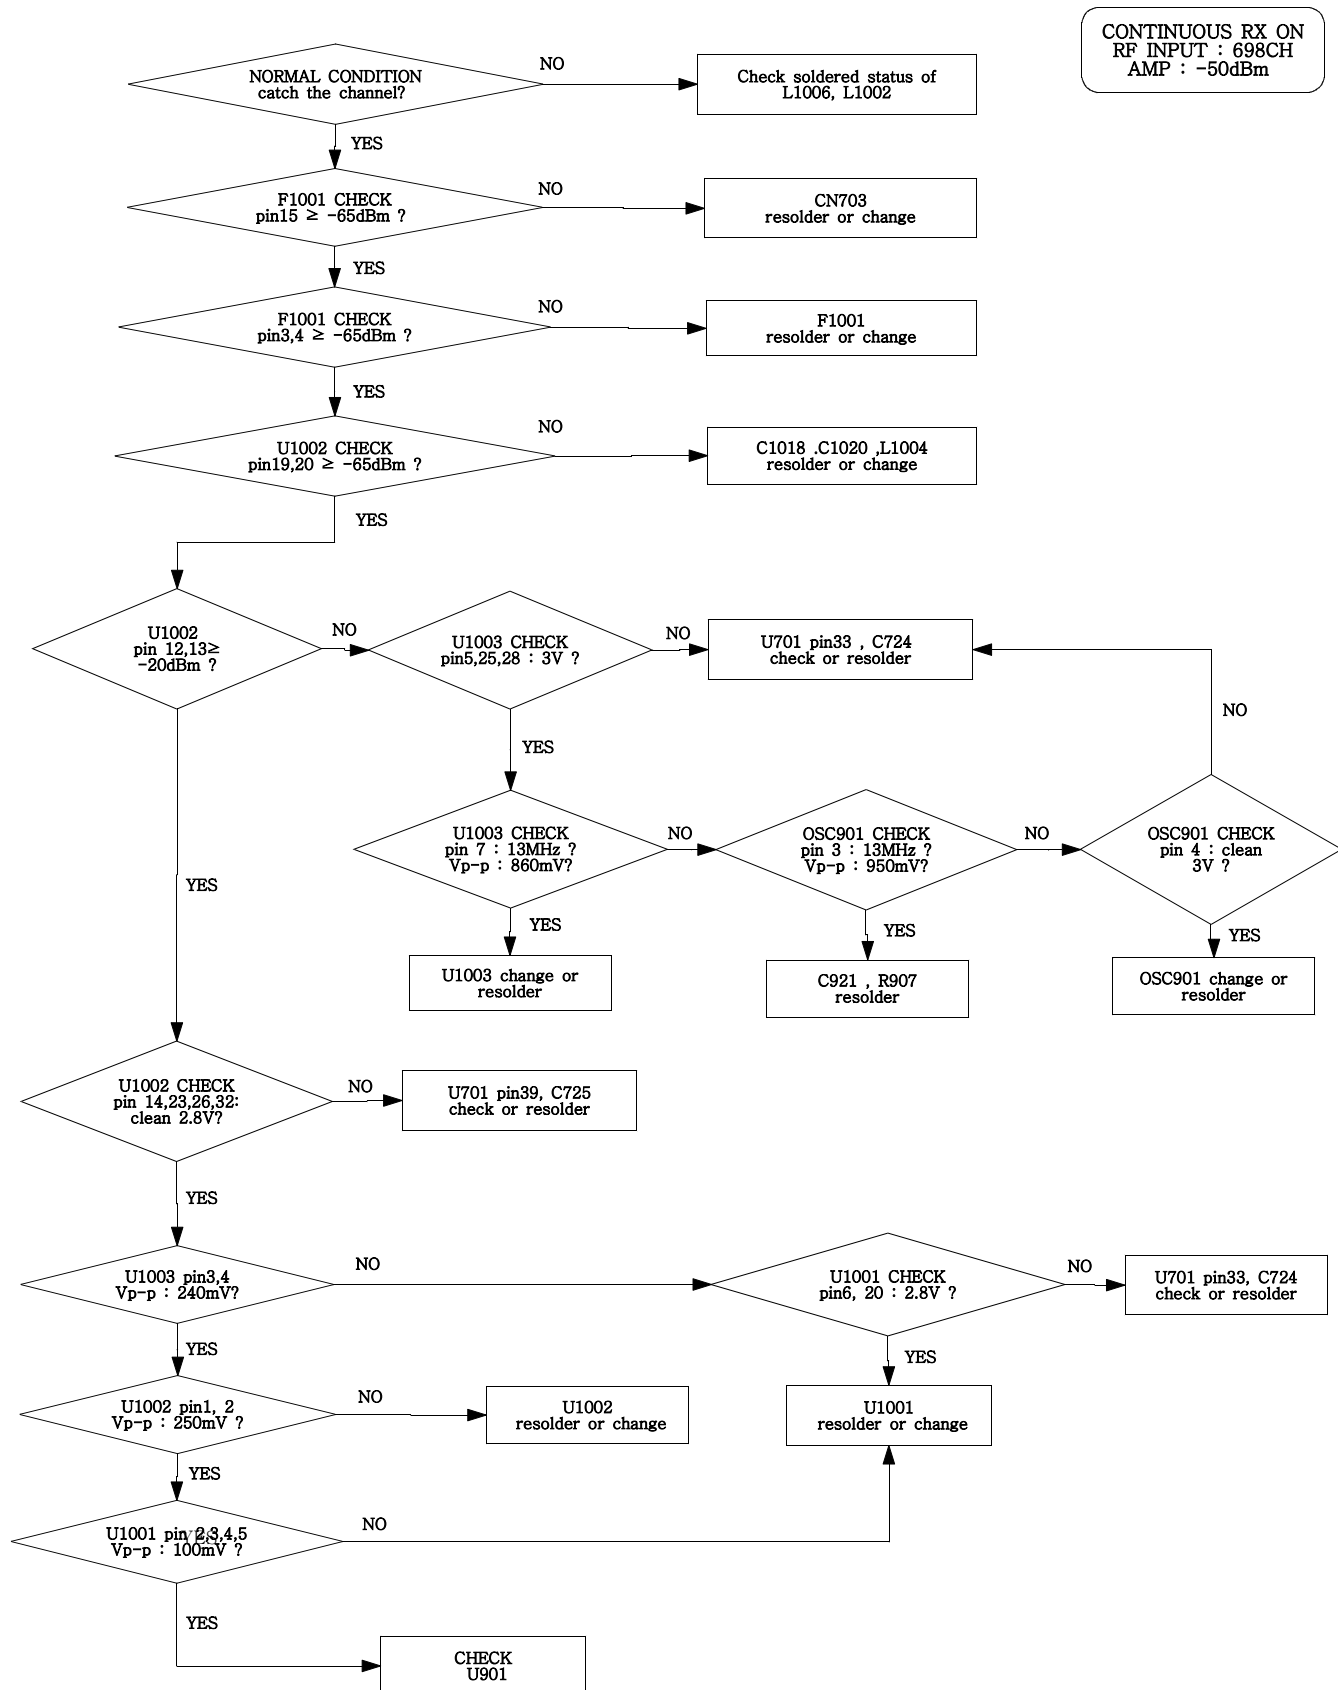 CONTINUOUS RX ON
RF INPUT : 698CH
AMP : -50dBm
NORMAL CONDITION
catch the channel?
NO
Check soldered status of
L1006, L1002
YES
F1001 CHECK
pin15 ≥ -65dBm ?
NO
CN703
resolder or change
YES
F1001 CHECK
pin3,4 ≥ -65dBm ?
NO
F1001
resolder or change
YES
U1002 CHECK
pin19,20 ≥ -65dBm ?
NO
C1018 .C1020 ,L1004
resolder or change
YES
U1002
pin 12,13≥
-20dBm ?
NO
U1003 CHECK
pin5,25,28 : 3V ?
NO
U701 pin33 , C724
check or resolder
NO
YES
U1003 CHECK
pin 7 : 13MHz ?
Vp-p : 860mV?
NO
OSC901 CHECK
pin 3 : 13MHz ?
Vp-p : 950mV?
NO
OSC901 CHECK
pin 4 : clean
3V ?
YES
YES
YES
YES
U1003 change or
resolder
C921 , R907
resolder
OSC901 change or
resolder
U1002 CHECK
pin 14,23,26,32:
clean 2.8V?
NO
U701 pin39, C725
check or resolder
YES
U1003 pin3,4
Vp-p : 240mV?
NO
U1001 CHECK
pin6, 20 : 2.8V ?
NO
U701 pin33, C724
check or resolder
YES
YES
U1002 pin1, 2
Vp-p : 250mV ?
NO
U1002
resolder or change
U1001
resolder or change
YES
U1001 pin 2,3,4,5
Vp-p : 100mV ?
YES
NO
YES
CHECK
U901